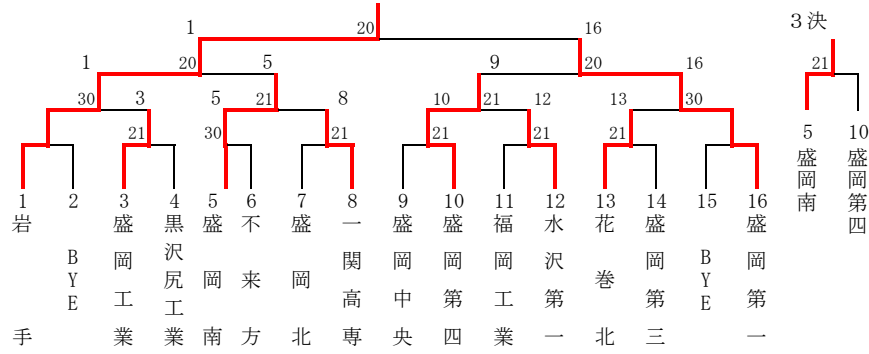 1 20 16
3決
1 20 5 9 20 16
21
30 3 5 21 8 10 21 12 13 30
21 30 21 21 21 21
5 10
盛岡南
盛岡第四
1 2 3 4 5 6 7 8 9 10 11 12 13 14 15 16
岩手
BYE
盛岡工業
黒沢尻工業
盛岡南
不来方
盛岡北
一関高専
盛岡中央
盛岡第四
福岡工業
水沢第一
花巻北
盛岡第三
BYE
盛岡第一